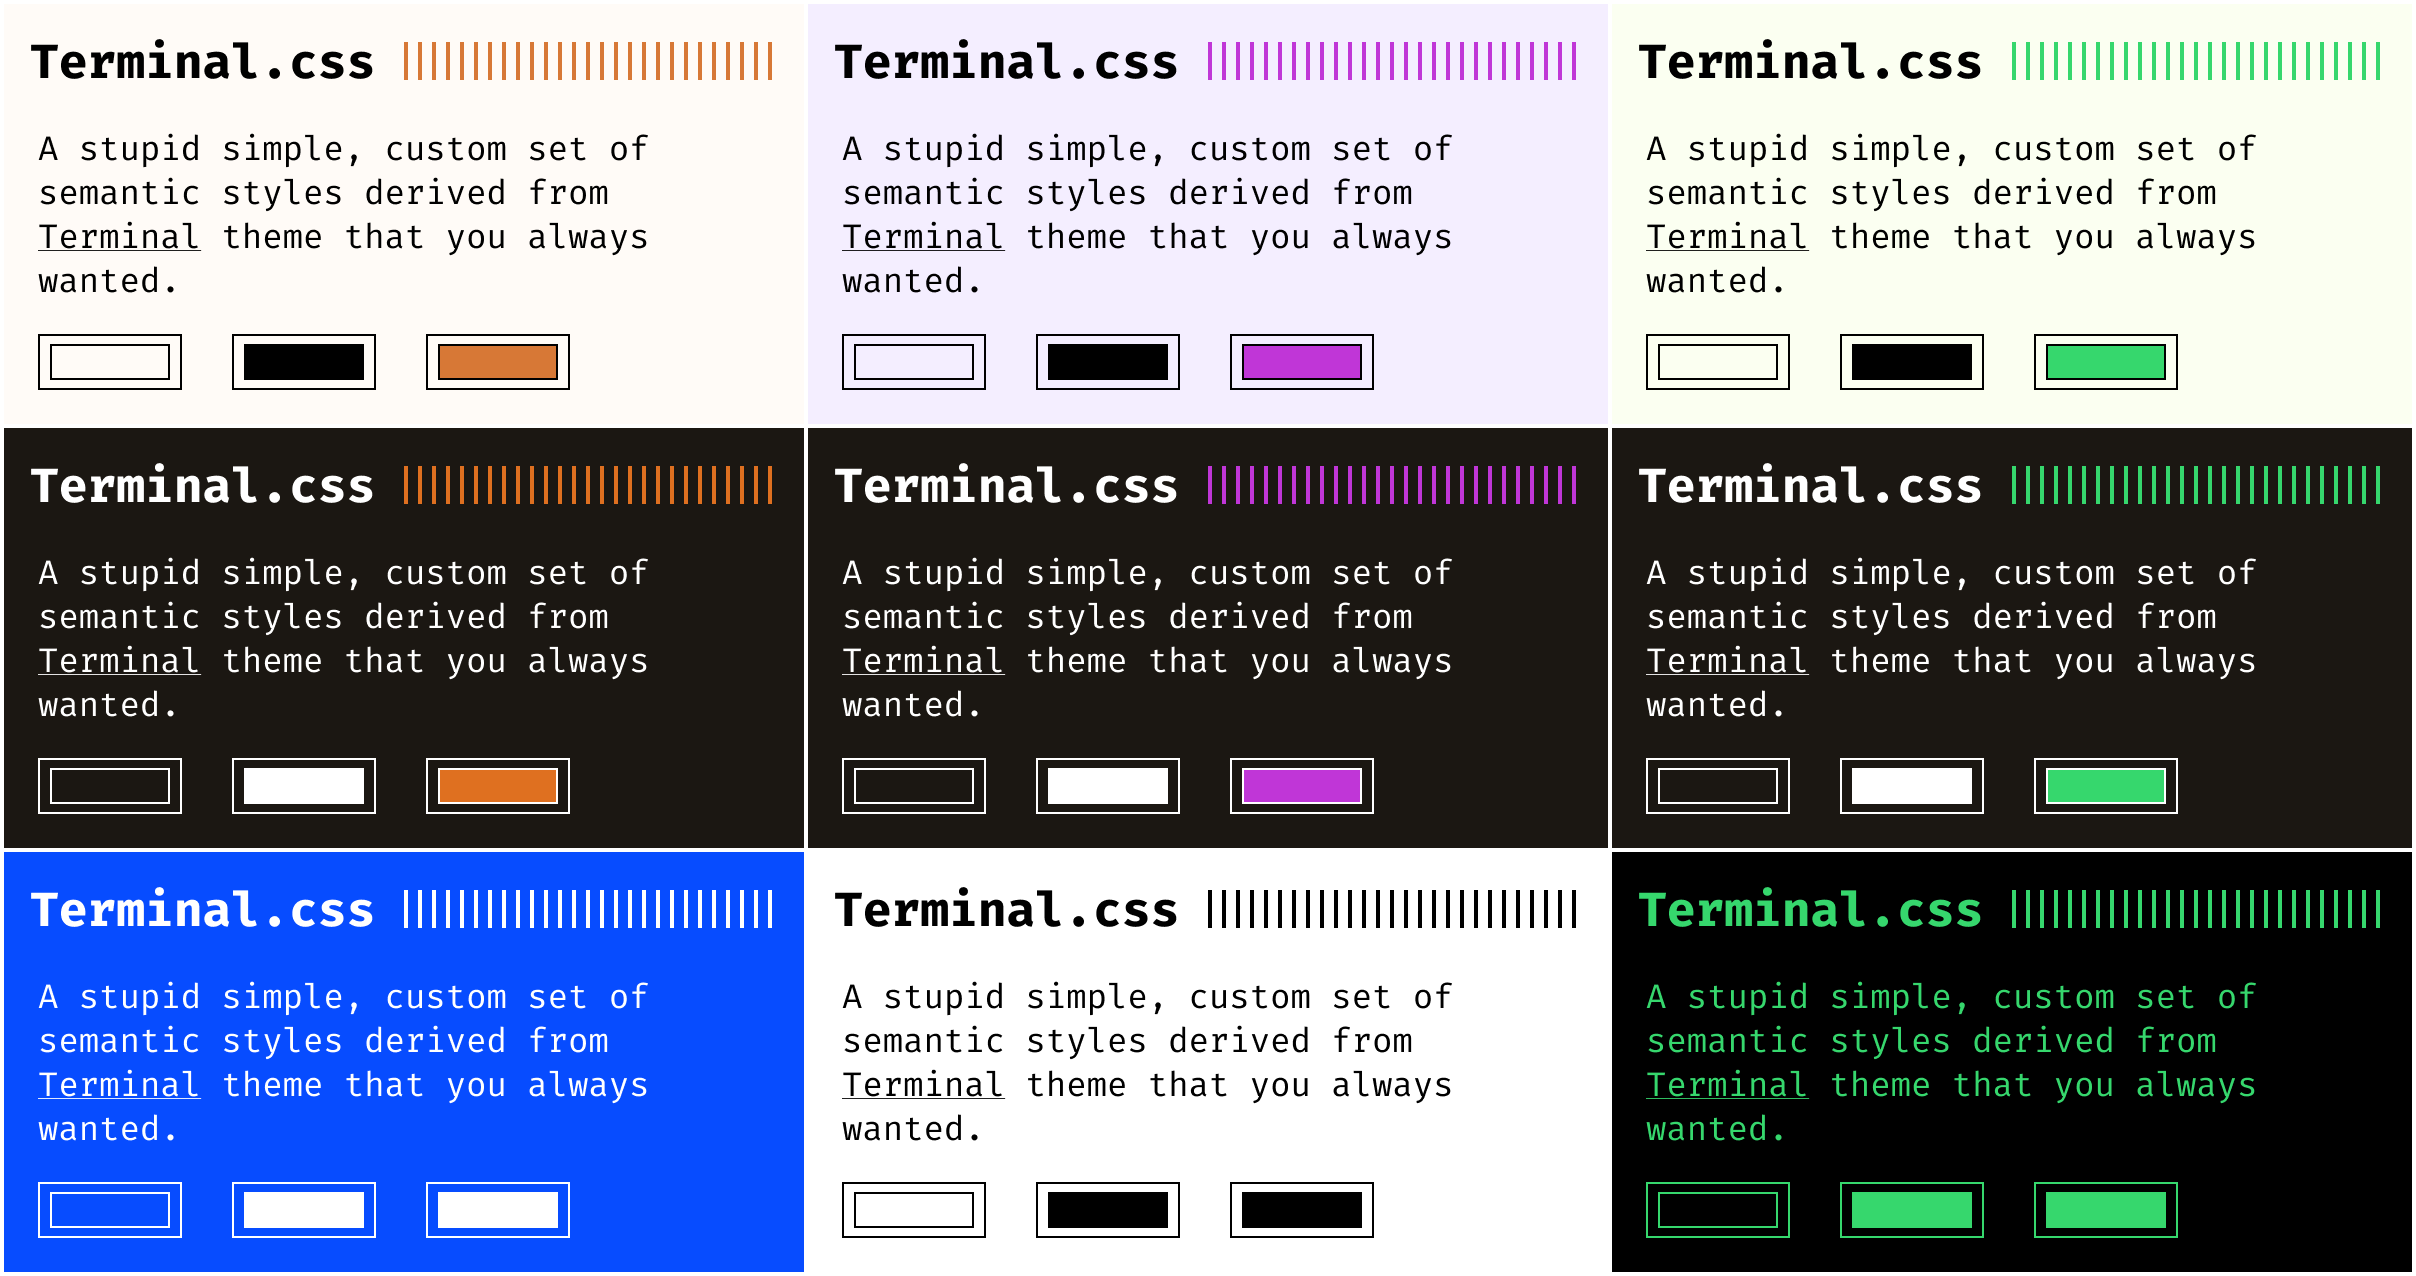 Terminal.css
A stupid simple, custom set of
semantic styles derived from
Terminal theme that you always
wanted.
Terminal.css
A stupid simple, custom set of
semantic styles derived from
Terminal theme that you always
wanted.
Terminal.css
A stupid simple, custom set of
semantic styles derived from
Terminal theme that you always
wanted.
Terminal.css
A stupid simple, custom set of
semantic styles derived from
Terminal theme that you always
wanted.
Terminal.css
A stupid simple, custom set of
semantic styles derived from
Terminal theme that you always
wanted.
Terminal.css
A stupid simple, custom set of
semantic styles derived from
Terminal theme that you always
wanted.
Terminal.css
A stupid simple, custom set of
semantic styles derived from
Terminal theme that you always
wanted.
Terminal.css
A stupid simple, custom set of
semantic styles derived from
Terminal theme that you always
wanted.
Terminal.css
A stupid simple, custom set of
semantic styles derived from
Terminal theme that you always
wanted.